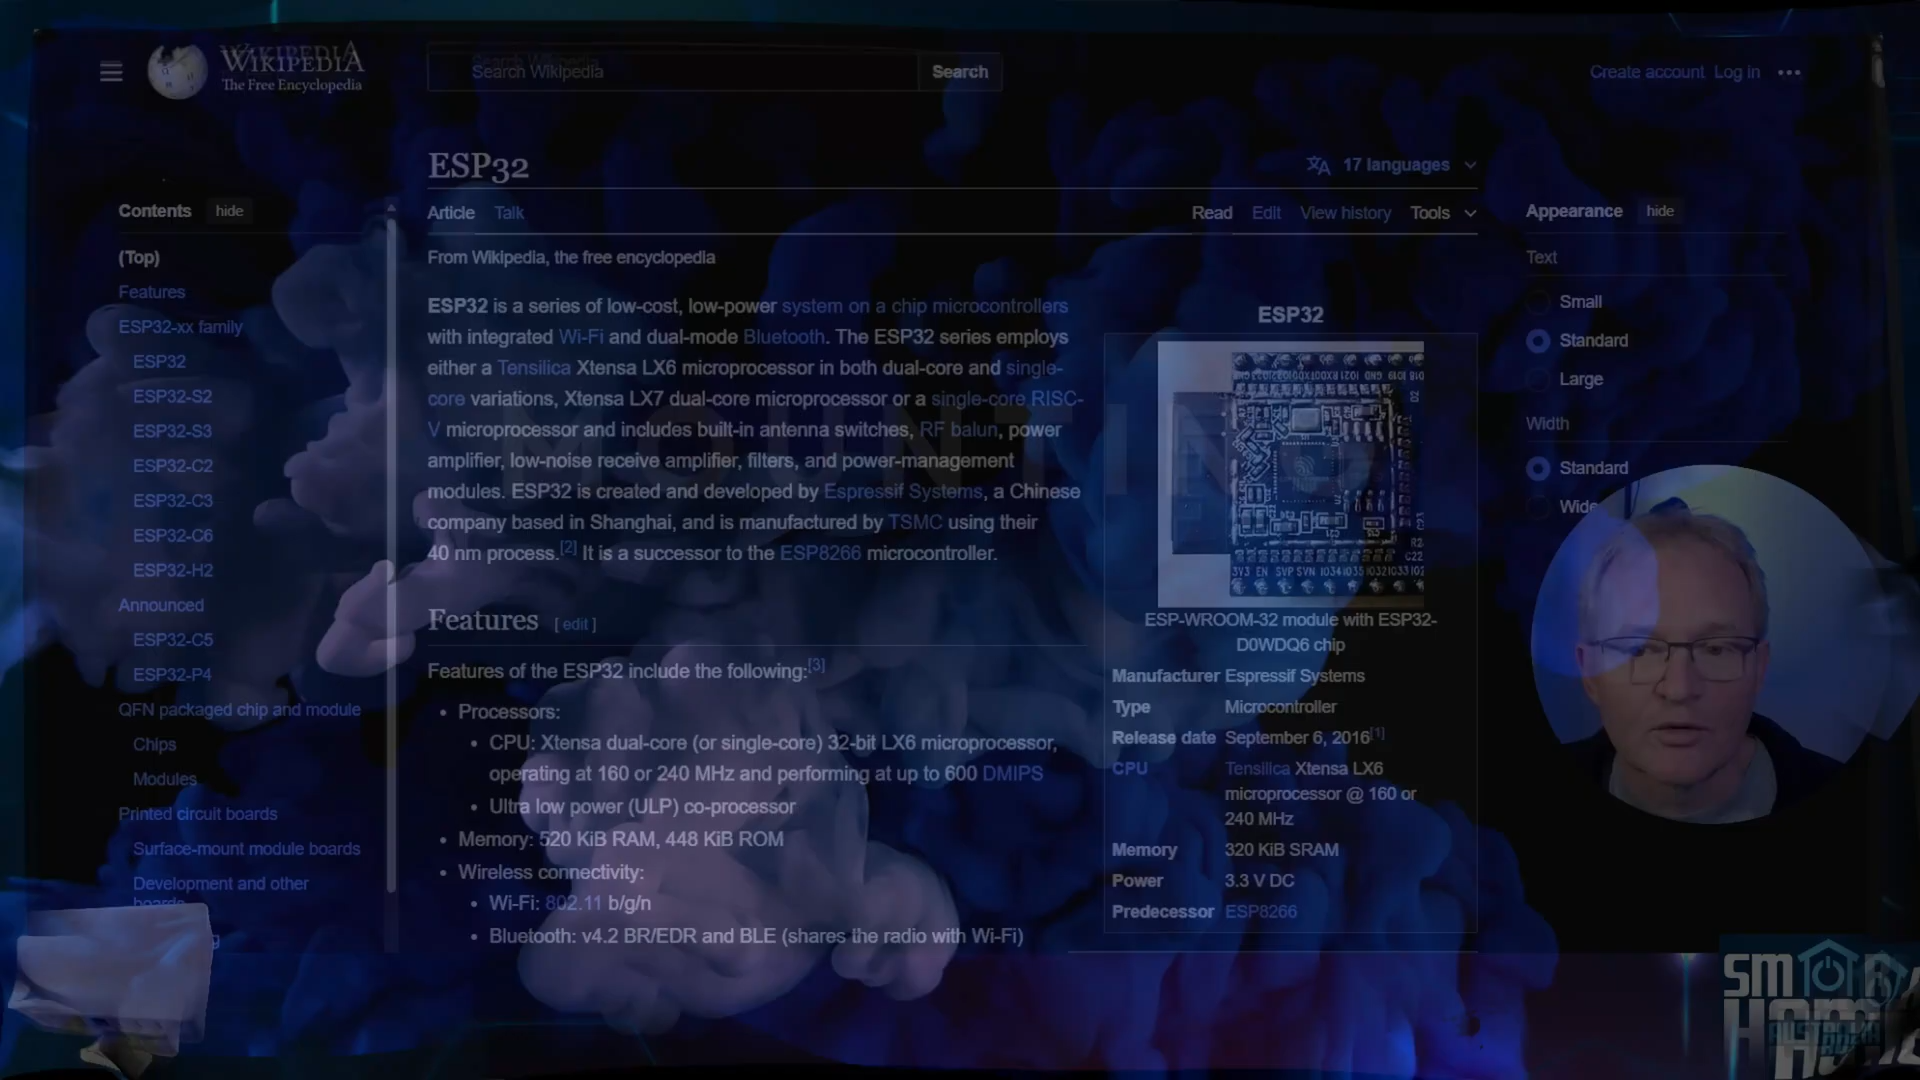 WIKIPEDIA
The Free Encyclopedia
Search Wikipedia
Search
Create account Log in
ESP32
17 languages
Article Talk
Read Edit View history Tools
From Wikipedia, the free encyclopedia
Contents hide
(Top)
Features
ESP32-xx family
ESP32
ESP32-S2
ESP32-S3
ESP32-C2
ESP32-C3
ESP32-C6
ESP32-H2
Announced
ESP32-C5
ESP32-P4
QFN packaged chip and module
Chips
Modules
Printed circuit boards
Surface-mount module boards
Development and other
boards
ESP32 is a series of low-cost, low-power system on a chip microcontrollers
with integrated Wi-Fi and dual-mode Bluetooth. The ESP32 series employs
either a Tensilica Xtensa LX6 microprocessor in both dual-core and single-
core variations, Xtensa LX7 dual-core microprocessor or a single-core RISC-
V microprocessor and includes built-in antenna switches, RF balun, power
amplifier, low-noise receive amplifier, filters, and power-management
modules. ESP32 is created and developed by Espressif Systems, a Chinese
company based in Shanghai, and is manufactured by TSMC using their
40 nm process.[2] It is a successor to the ESP8266 microcontroller.
MOUNTING
Features [ edit ]
Features of the ESP32 include the following:[3]
• Processors:
• CPU: Xtensa dual-core (or single-core) 32-bit LX6 microprocessor,
operating at 160 or 240 MHz and performing at up to 600 DMIPS
• Ultra low power (ULP) co-processor
• Memory: 520 KiB RAM, 448 KiB ROM
• Wireless connectivity:
• Wi-Fi: 802.11 b/g/n
• Bluetooth: v4.2 BR/EDR and BLE (shares the radio with Wi-Fi)
ESP32
3V3 EN SVP SVN IO34 IO35 IO32 IO33
ESP-WROOM-32 module with ESP32-
D0WDQ6 chip
Manufacturer Espressif Systems
Type Microcontroller
Release date September 6, 2016[1]
CPU Tensilica Xtensa LX6
microprocessor @ 160 or
240 MHz
Memory 320 KiB SRAM
Power 3.3 V DC
Predecessor ESP8266
Appearance hide
Text
Small
Standard
Large
Width
Standard
Wide